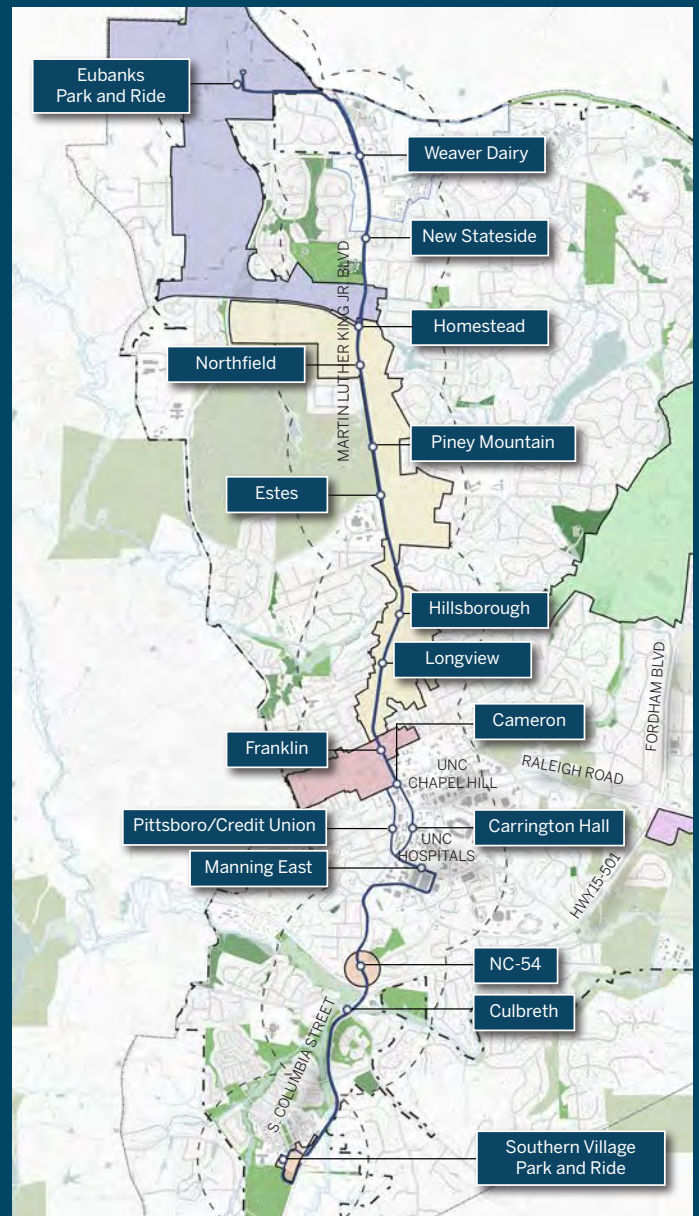 Eubanks
Park and Ride
Weaver Dairy
New Stateside
MARTIN LUTHER KING JR. BLVD
Homestead
Northfield
Piney Mountain
Estes
Hillsborough
Longview
FORDHAM BLVD
Cameron
Franklin
UNC
CHAPEL HILL
RALEIGH ROAD
Pittsboro/Credit Union
Carrington Hall
UNC
HOSPITALS
Manning East
HWY15-501
NC-54
Culbreth
S. COLUMBIA STREET
Southern Village
Park and Ride